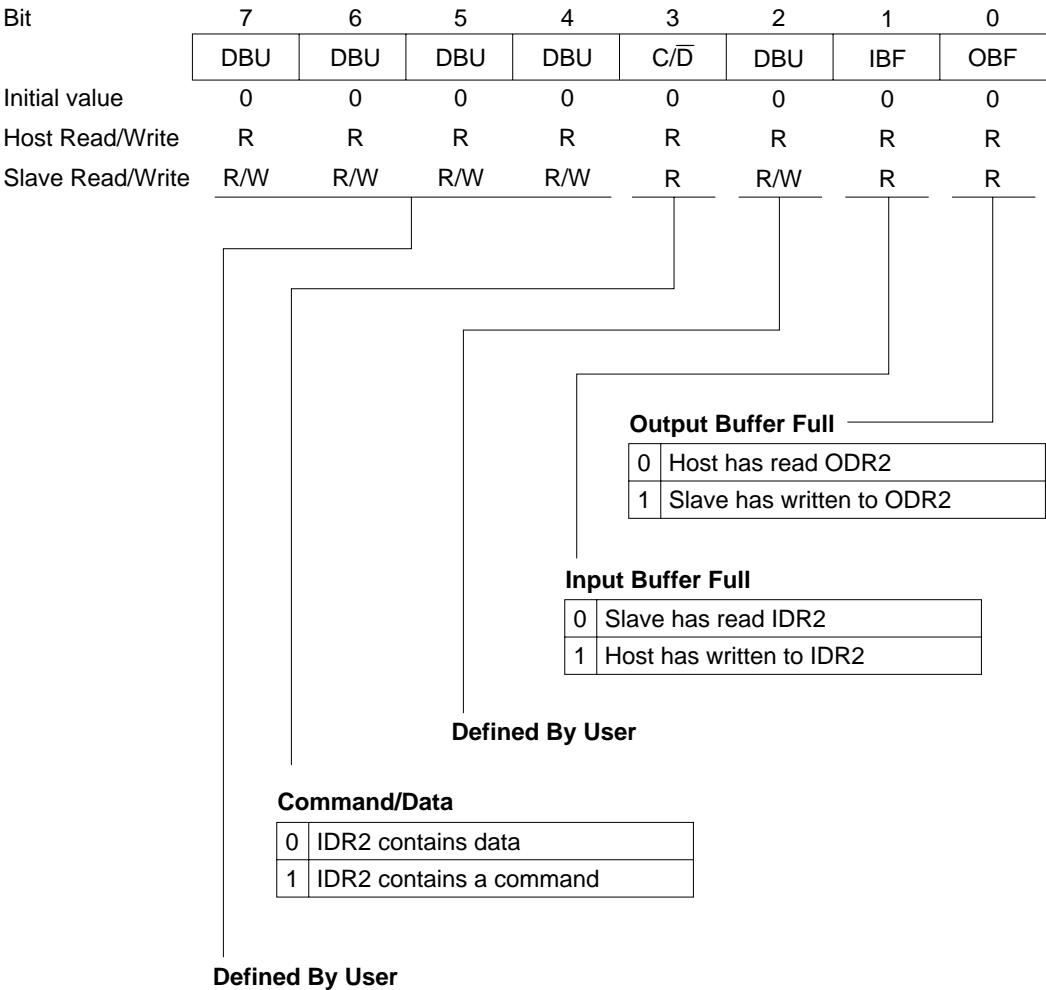 Bit 7 6 5 4 3 2 1 0
DBU DBU DBU DBU C/D̅ DBU IBF OBF
Initial value 0 0 0 0 0 0 0 0
Host Read/Write R R R R R R R R
Slave Read/Write R/W R/W R/W R/W R R/W R R
Output Buffer Full
0 Host has read ODR2
1 Slave has written to ODR2
Input Buffer Full
0 Slave has read IDR2
1 Host has written to IDR2
Defined By User
Command/Data
0 IDR2 contains data
1 IDR2 contains a command
Defined By User